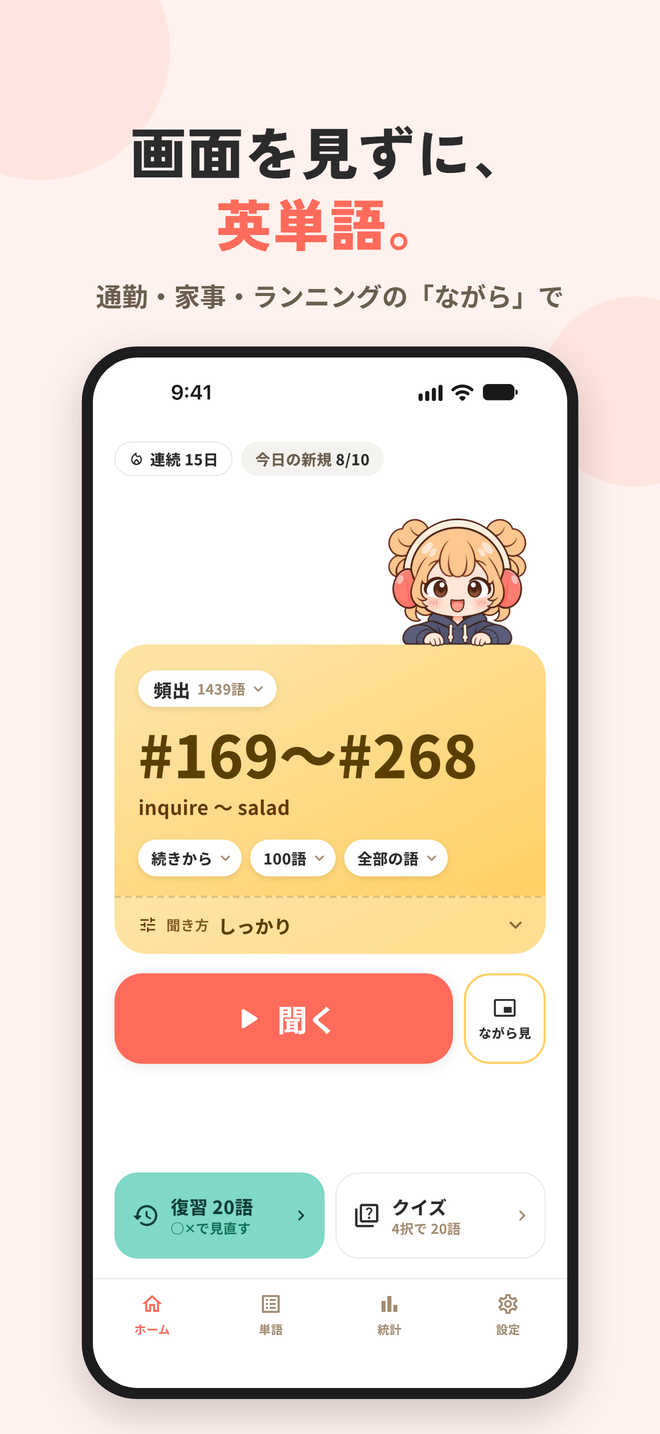 画面を見ずに、
英単語。
通勤・家事・ランニングの「ながら」で
9:41
連続 15日
今日の新規 8/10
頻出 1439語
#169〜#268
inquire 〜 salad
続きから 100語 全部の語
聞き方 しっかり
聞く
ながら見
復習 20語
〇×で見直す
クイズ
4択で 20語
ホーム 単語 統計 設定